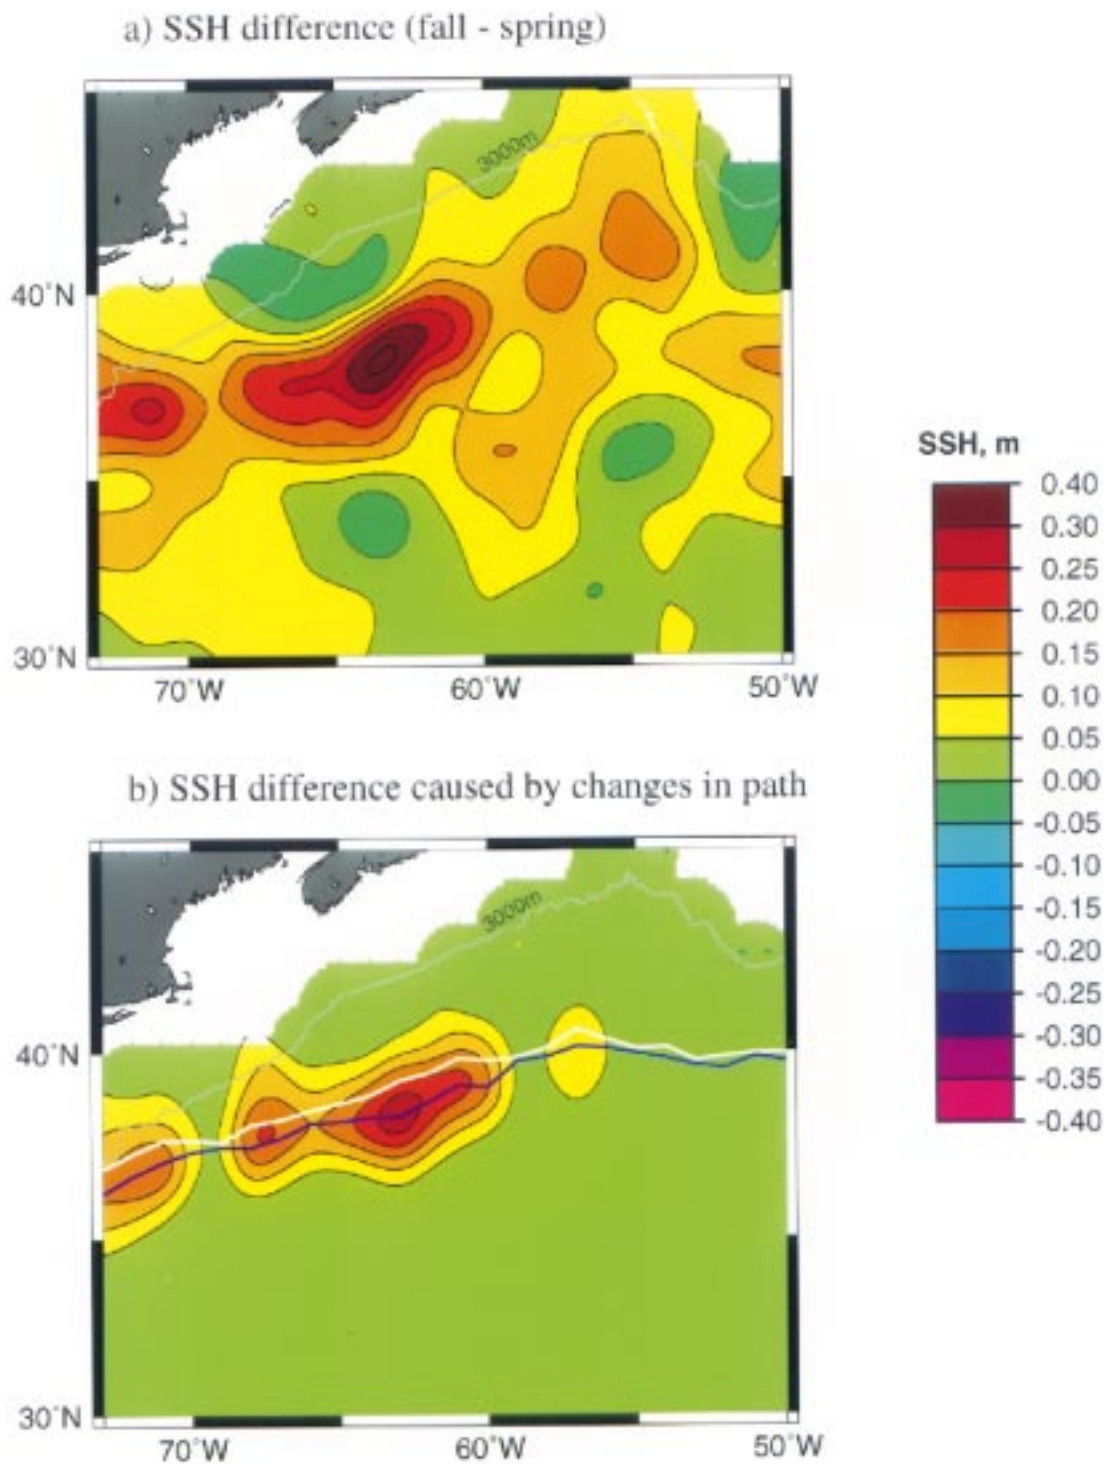 a) SSH difference (fall - spring)
3000m
40°N
30°N
70°W 60°W 50°W
SSH, m
0.40
0.30
0.25
0.20
0.15
0.10
0.05
0.00
-0.05
-0.10
-0.15
-0.20
-0.25
-0.30
-0.35
-0.40
b) SSH difference caused by changes in path
3000m
40°N
30°N
70°W 60°W 50°W